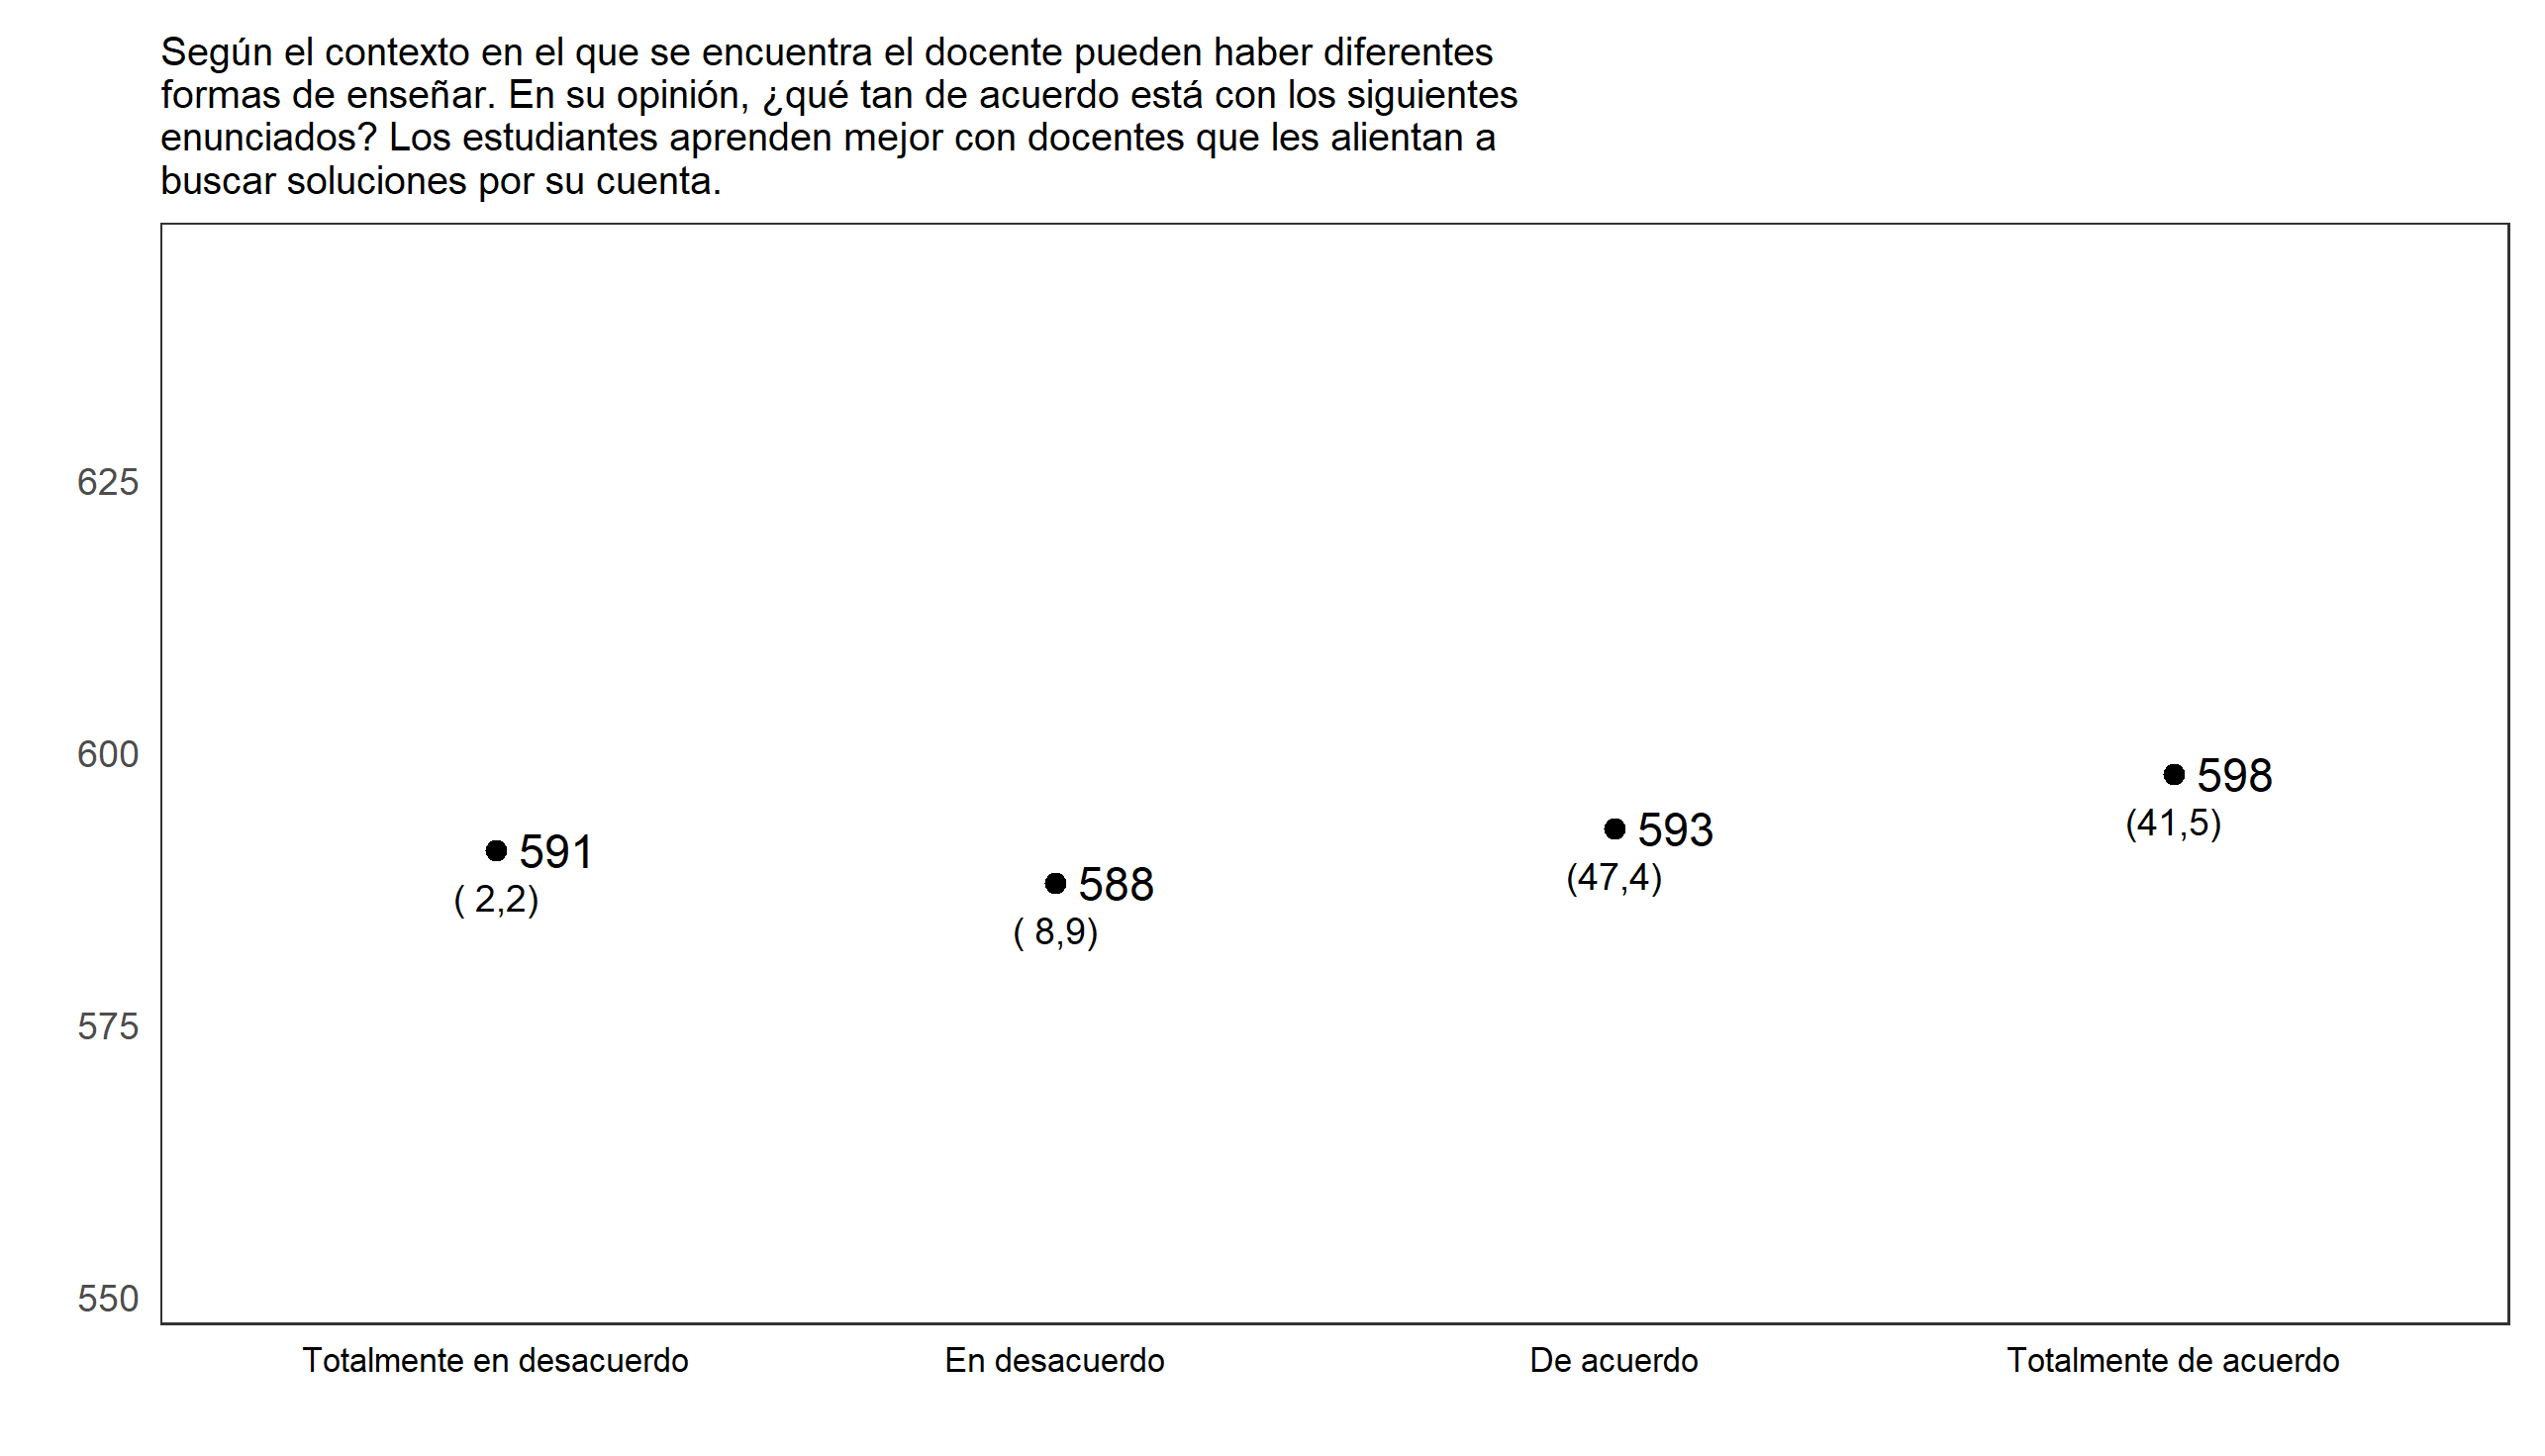 Según el contexto en el que se encuentra el docente pueden haber diferentes
formas de enseñar. En su opinión, ¿qué tan de acuerdo está con los siguientes
enunciados? Los estudiantes aprenden mejor con docentes que les alientan a
buscar soluciones por su cuenta.
625
600
598
(41,5)
593
(47,4)
591
( 2,2)
588
( 8,9)
575
550
Totalmente en desacuerdo
En desacuerdo
De acuerdo
Totalmente de acuerdo